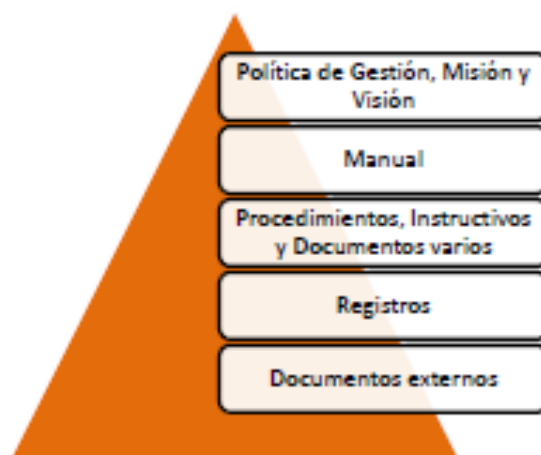 Política de Gestión, Misión y
Visión
Manual
Procedimientos, Instructivos
y Documentos varios
Registros
Documentos externos